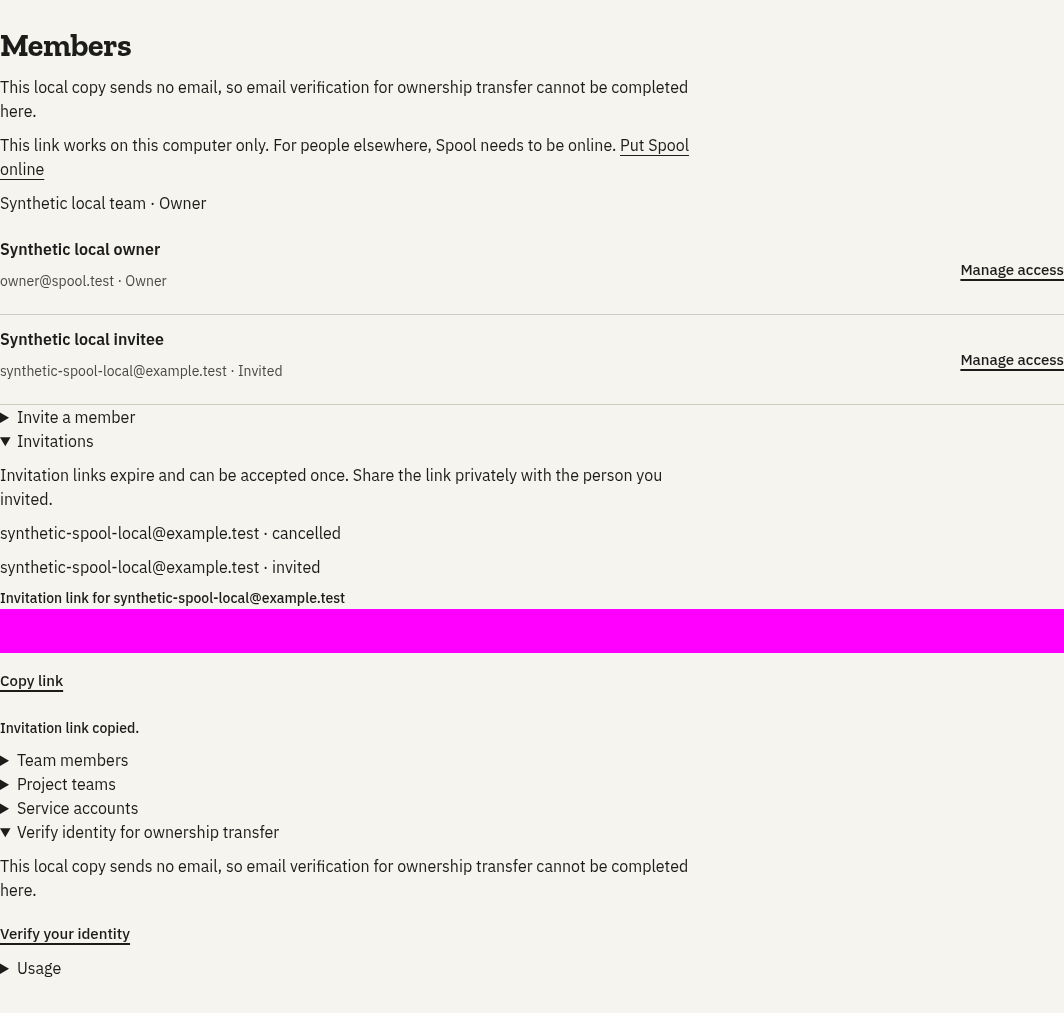 Members
This local copy sends no email, so email verification for ownership transfer cannot be completed
here.
This link works on this computer only. For people elsewhere, Spool needs to be online. Put Spool
online
Synthetic local team · Owner
Synthetic local owner
owner@spool.test · Owner
Manage access
Synthetic local invitee
synthetic-spool-local@example.test · Invited
Manage access
Invite a member
Invitations
Invitation links expire and can be accepted once. Share the link privately with the person you
invited.
synthetic-spool-local@example.test · cancelled
synthetic-spool-local@example.test · invited
Invitation link for synthetic-spool-local@example.test
Copy link
Invitation link copied.
Team members
Project teams
Service accounts
Verify identity for ownership transfer
This local copy sends no email, so email verification for ownership transfer cannot be completed
here.
Verify your identity
Usage